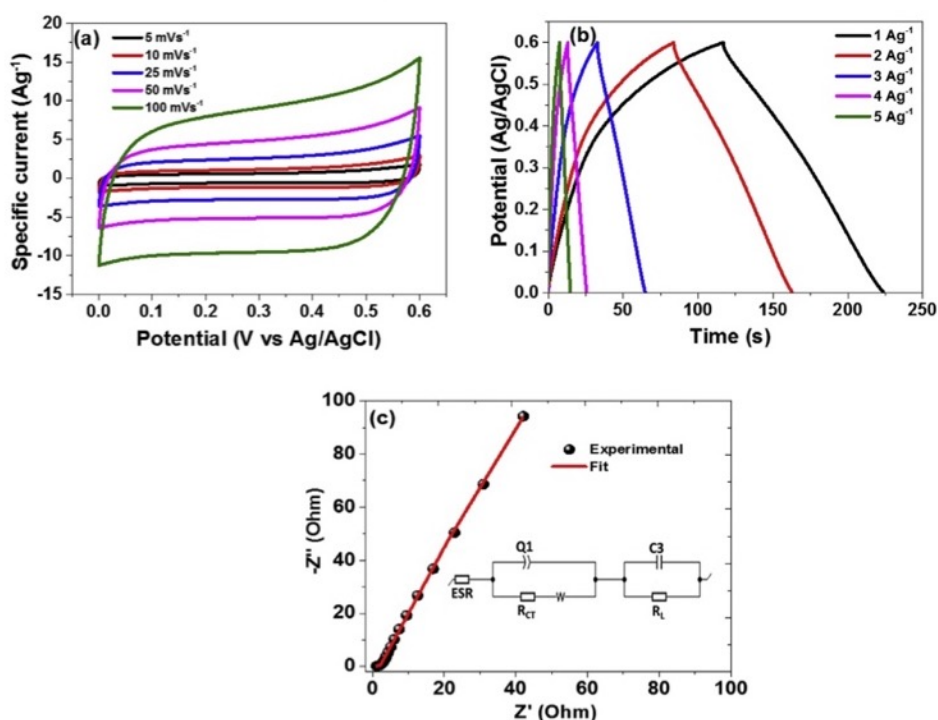 (a)
5 mVs⁻¹
10 mVs⁻¹
25 mVs⁻¹
50 mVs⁻¹
100 mVs⁻¹
20
15
10
5
0
-5
-10
-15
Specific current (Ag⁻¹)
0.0 0.1 0.2 0.3 0.4 0.5 0.6
Potential (V vs Ag/AgCl)
(b)
1 Ag⁻¹
2 Ag⁻¹
3 Ag⁻¹
4 Ag⁻¹
5 Ag⁻¹
0.6
0.5
0.4
0.3
0.2
0.1
0.0
Potential (Ag/AgCl)
0 50 100 150 200 250
Time (s)
(c)
Experimental
Fit
100
80
60
40
20
0
-Z'' (Ohm)
Q1
C3
ESR
R_CT
W
R_L
0 20 40 60 80 100
Z' (Ohm)